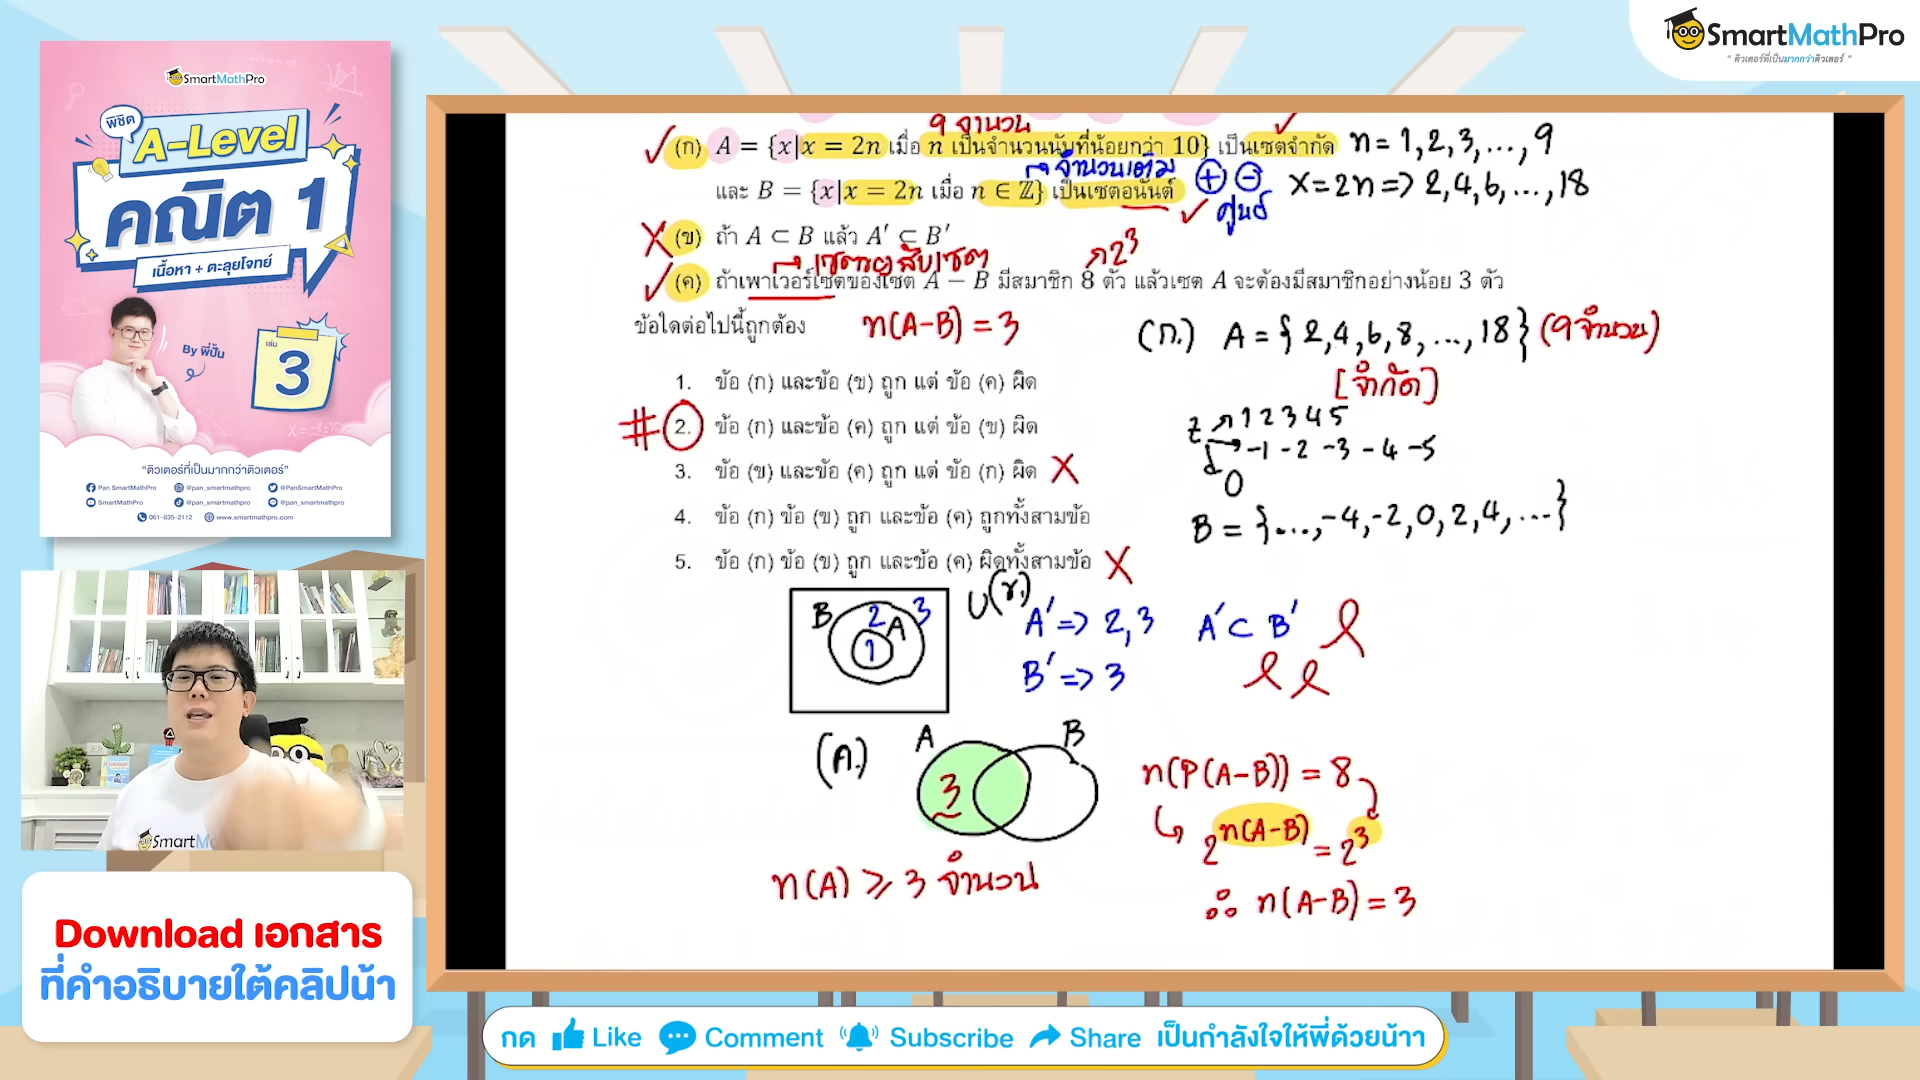 SmartMathPro
“ติวเตอร์ที่เป็นมากกว่าติวเตอร์”
SmartMathPro
พิชิต
A-Level
คณิต 1
เนื้อหา + ตะลุยโจทย์
By พี่ปั้น
เล่ม
3
“ติวเตอร์ที่เป็นมากกว่าติวเตอร์”
Pan SmartMathPro @pan_smartmathpro @PanSmartMathPro
SmartMathPro @pan_smartmathpro @pan_smartmathpro
061-835-2112 www.smartmathpro.com
9 จำนวน
(ก) A = {x|x = 2n เมื่อ n เป็นจำนวนนับที่น้อยกว่า 10} เป็นเซตจำกัด n = 1,2,3,...,9
จำนวนเต็ม + -
และ B = {x|x = 2n เมื่อ n ∈ ℤ} เป็นเซตอนันต์ x = 2n => 2,4,6,...,18
ศูนย์
X (ข) ถ้า A ⊂ B แล้ว A′ ⊂ B′
เซตของสับเซต 2³
(ค) ถ้าเพาเวอร์เซตของเซต A − B มีสมาชิก 8 ตัว แล้วเซต A จะต้องมีสมาชิกอย่างน้อย 3 ตัว
ข้อใดต่อไปนี้ถูกต้อง n(A-B) = 3
1. ข้อ (ก) และข้อ (ข) ถูก แต่ ข้อ (ค) ผิด
# 2. ข้อ (ก) และข้อ (ค) ถูก แต่ ข้อ (ข) ผิด
3. ข้อ (ข) และข้อ (ค) ถูก แต่ ข้อ (ก) ผิด X
4. ข้อ (ก) ข้อ (ข) ถูก และข้อ (ค) ถูกทั้งสามข้อ
5. ข้อ (ก) ข้อ (ข) ถูก และข้อ (ค) ผิดทั้งสามข้อ X
(ก.) A = {2,4,6,8,...,18} (9จำนวน)
[จำกัด]
Z 1 2 3 4 5
-1 -2 -3 -4 -5
0
B = {...,-4,-2,0,2,4,...}
(ข.)
B 2 A 3 U
1
A′ => 2,3 A′ ⊂ B′
B′ => 3
(ค.) A B
3
n(A) ≥ 3 จำนวน
n(P(A-B)) = 8
2^n(A-B) = 2³
∴ n(A-B) = 3
Download เอกสาร
ที่คำอธิบายใต้คลิปน้า
กด Like Comment Subscribe Share เป็นกำลังใจให้พี่ด้วยน้าา